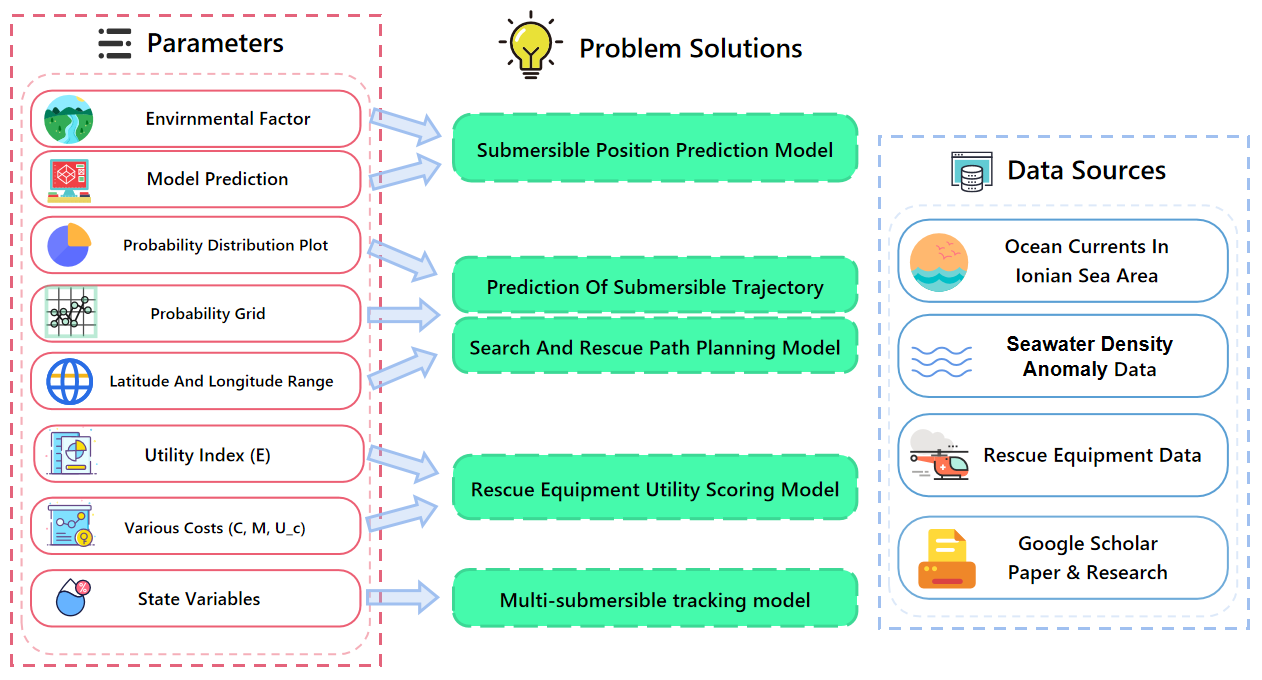 Parameters
Envirnmental Factor
Model Prediction
Probability Distribution Plot
Probability Grid
Latitude And Longitude Range
Utility Index (E)
Various Costs (C, M, U_c)
State Variables
Problem Solutions
Submersible Position Prediction Model
Prediction Of Submersible Trajectory
Search And Rescue Path Planning Model
Rescue Equipment Utility Scoring Model
Multi-submersible tracking model
Data Sources
Ocean Currents In
Ionian Sea Area
Seawater Density
Anomaly Data
Rescue Equipment Data
Google Scholar
Paper & Research